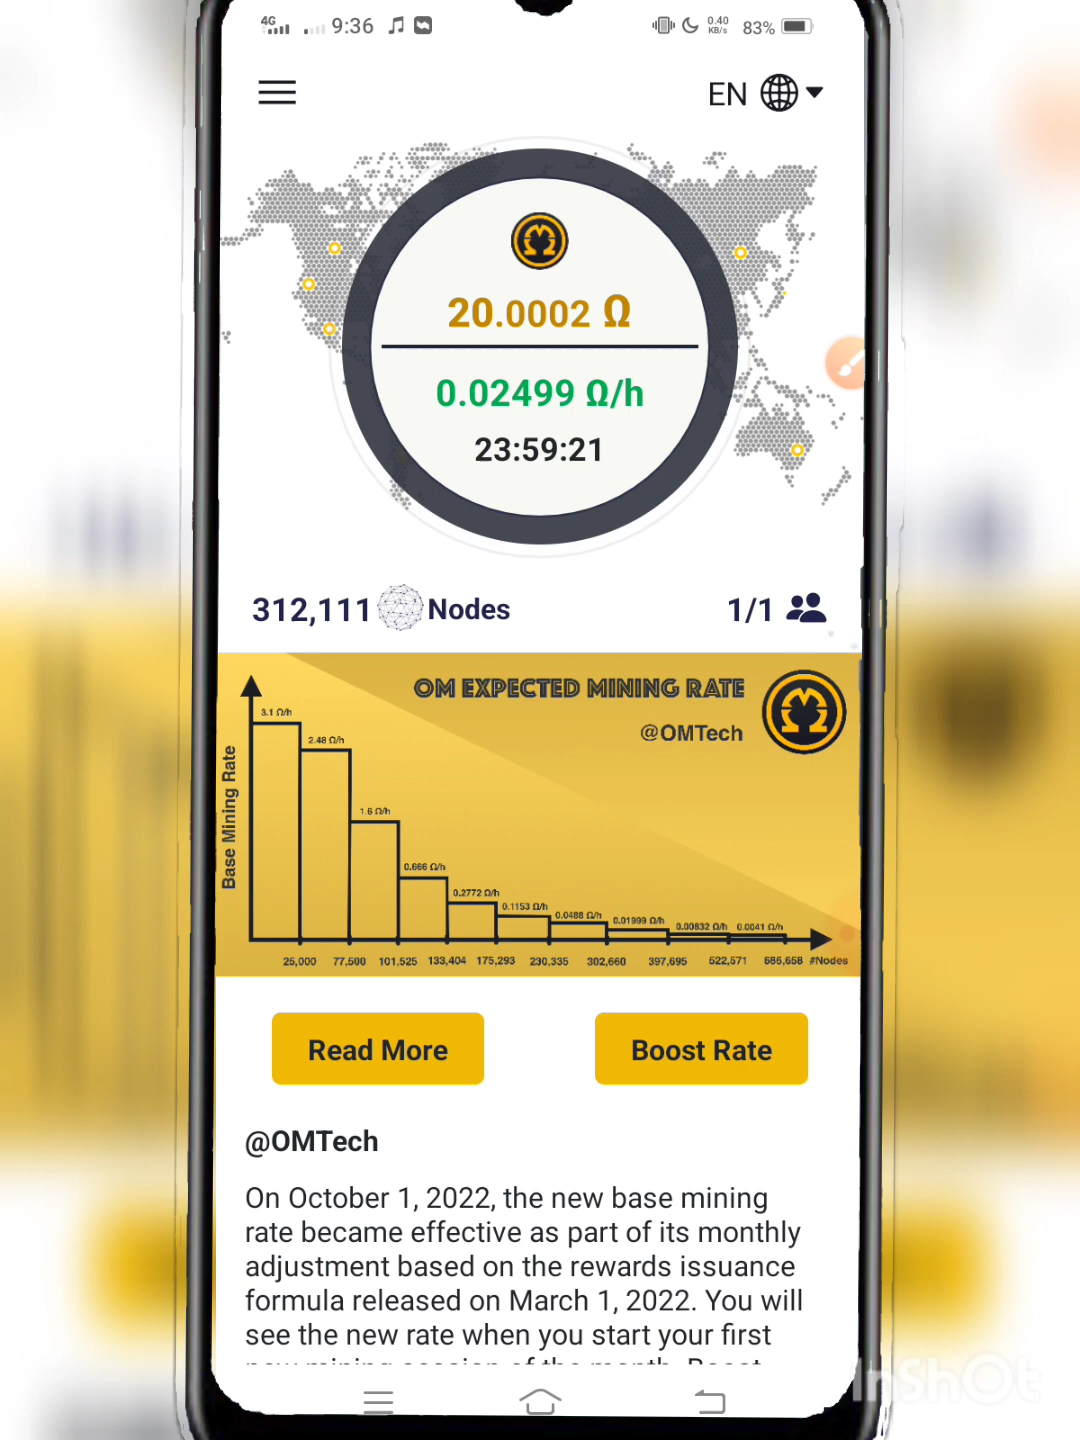 4G 9:36 0.40 KB/s 83%
EN
20.0002 Ω
0.02499 Ω/h
23:59:21
312,111 Nodes 1/1
OM EXPECTED MINING RATE
@OMTech
Base Mining Rate
3.1 Ω/h
2.48 Ω/h
1.6 Ω/h
0.666 Ω/h
0.2772 Ω/h
0.1153 Ω/h
0.0488 Ω/h
0.01999 Ω/h
0.00832 Ω/h
0.0041 Ω/h
25,000 77,500 101,525 133,404 175,293 230,335 302,660 397,695 522,571 686,658 #Nodes
Read More Boost Rate
@OMTech
On October 1, 2022, the new base mining
rate became effective as part of its monthly
adjustment based on the rewards issuance
formula released on March 1, 2022. You will
see the new rate when you start your first
InShOt